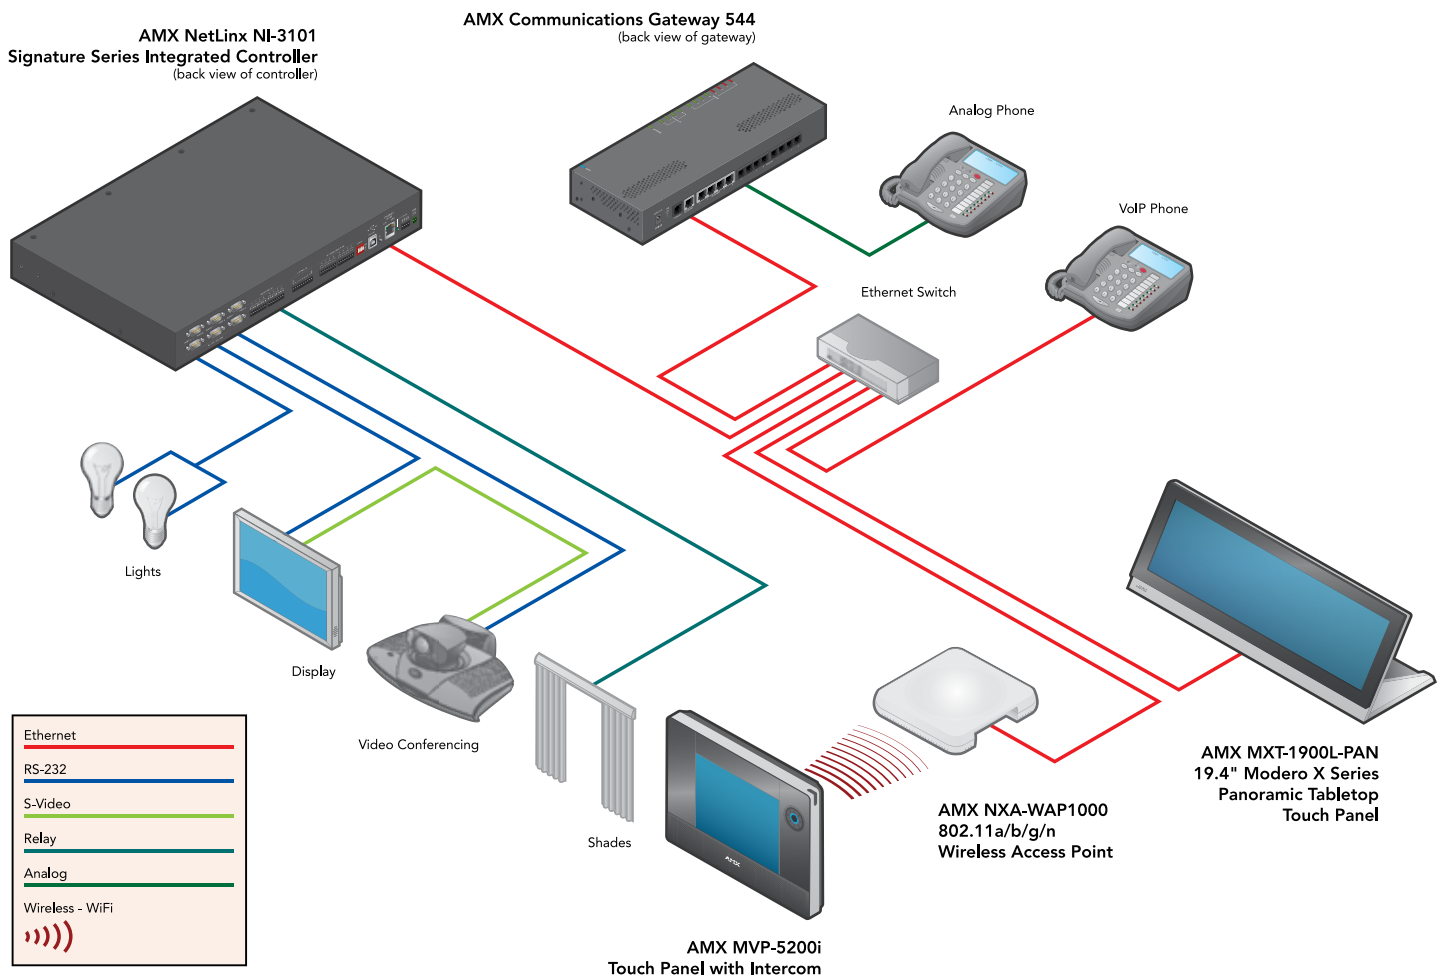 AMX NetLinx NI-3101
Signature Series Integrated Controller
(back view of controller)
AMX Communications Gateway 544
(back view of gateway)
Analog Phone
VoIP Phone
Ethernet Switch
Lights
Display
Video Conferencing
Shades
AMX
AMX MVP-5200i
Touch Panel with Intercom
AMX NXA-WAP1000
802.11a/b/g/n
Wireless Access Point
AMX MXT-1900L-PAN
19.4" Modero X Series
Panoramic Tabletop
Touch Panel
Ethernet
RS-232
S-Video
Relay
Analog
Wireless - WiFi